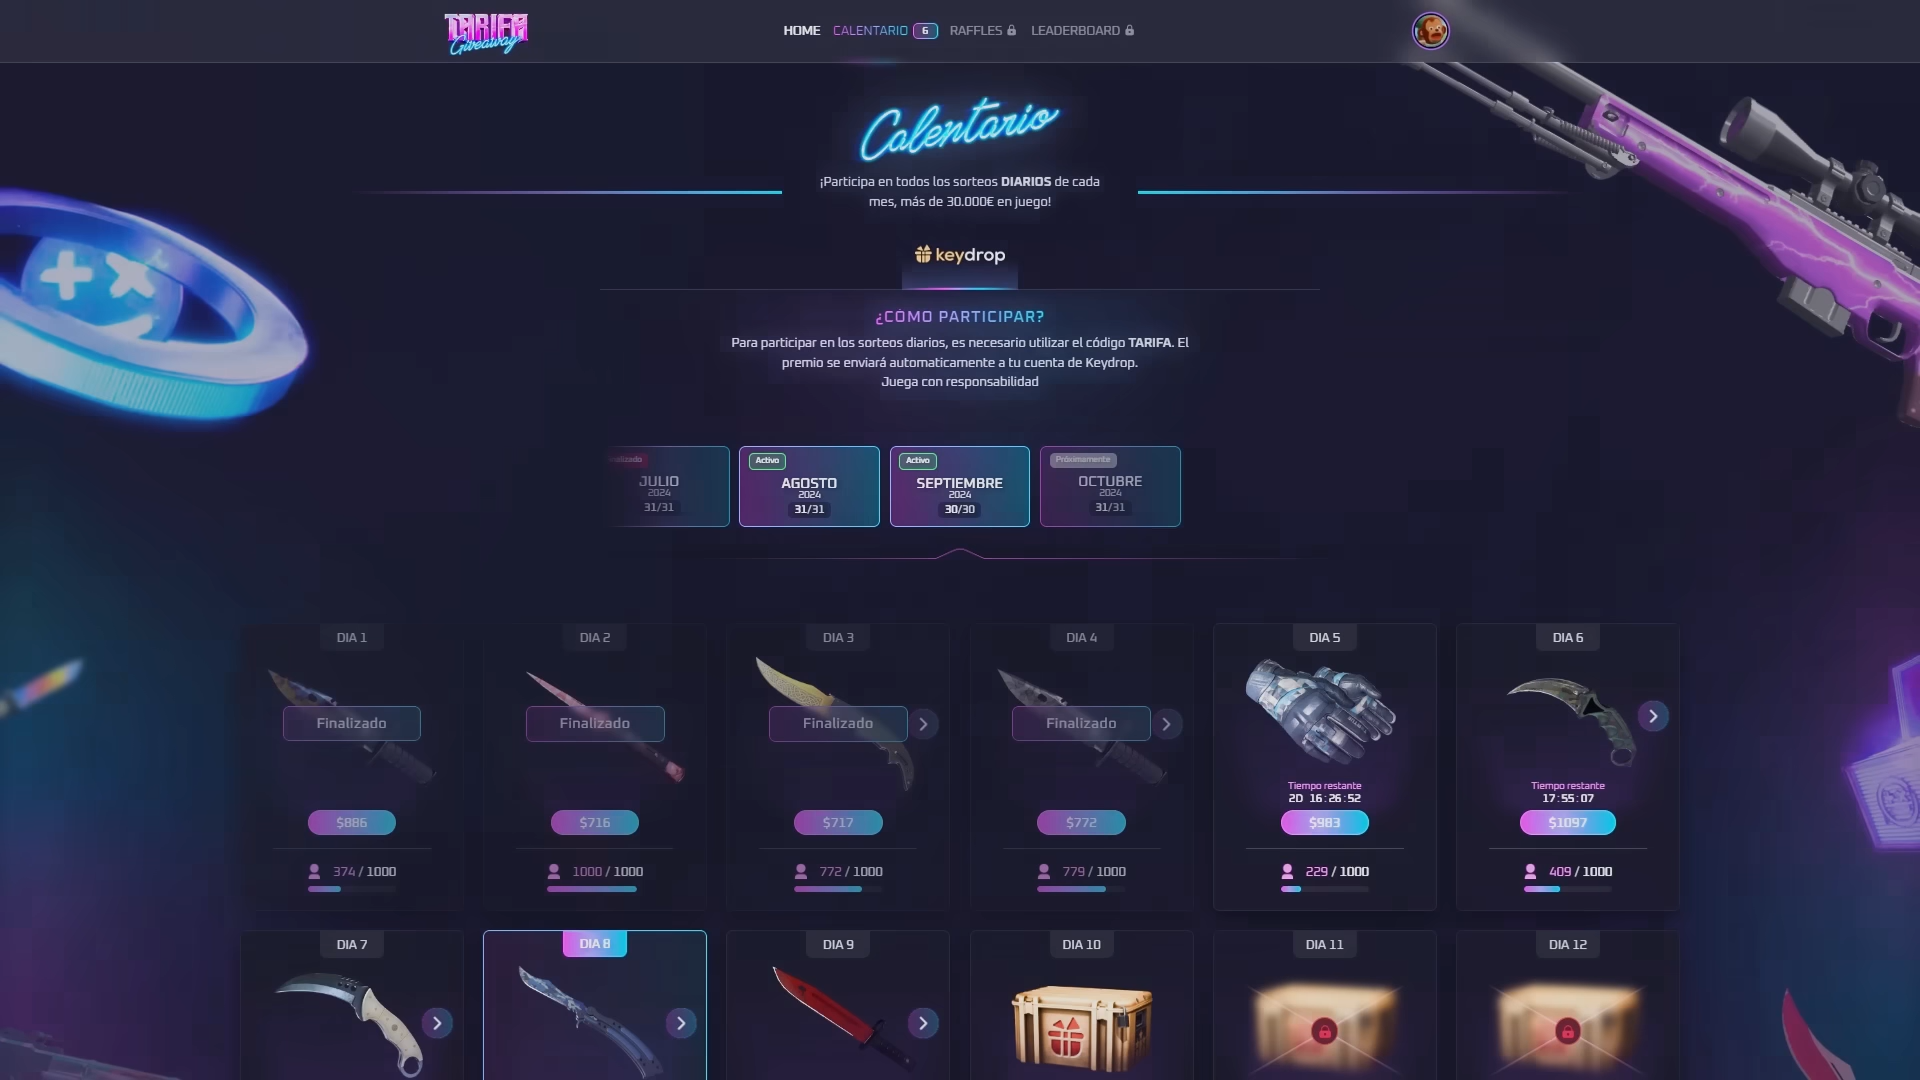 TARIFA
Giveaway
HOME
CALENTARIO 6
RAFFLES
LEADERBOARD
Calentario
¡Participa en todos los sorteos DIARIOS de cada
mes, más de 30.000€ en juego!
keydrop
¿CÓMO PARTICIPAR?
Para participar en los sorteos diarios, es necesario utilizar el código TARIFA. El
premio se enviará automaticamente a tu cuenta de Keydrop.
Juega con responsabilidad
JULIO
2024
31/31
Activo
AGOSTO
2024
31/31
Activo
SEPTIEMBRE
2024
30/30
Próximamente
OCTUBRE
2024
31/31
DIA 1
Finalizado
$886
374 / 1000
DIA 2
Finalizado
$716
1000 / 1000
DIA 3
Finalizado
$717
772 / 1000
DIA 4
Finalizado
$772
779 / 1000
DIA 5
Tiempo restante
2D 16:26:52
$983
229 / 1000
DIA 6
Tiempo restante
17:55:07
$1097
409 / 1000
DIA 7
DIA 8
DIA 9
DIA 10
DIA 11
DIA 12